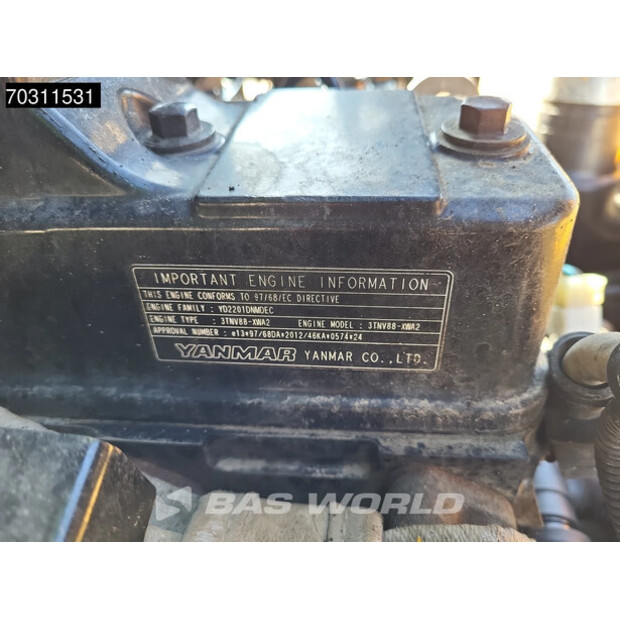 70311531
IMPORTANT ENGINE INFORMATION
THIS ENGINE CONFORMS TO 97/68/EC DIRECTIVE
ENGINE FAMILY : YD2201DNMDEC
ENGINE TYPE : 3TNV88-XWA2 ENGINE MODEL : 3TNV88-XWA2
APPROVAL NUMBER : e13*97/68DA*2012/46KA*0574*24
YANMAR YANMAR CO.,LTD.
BAS WORLD